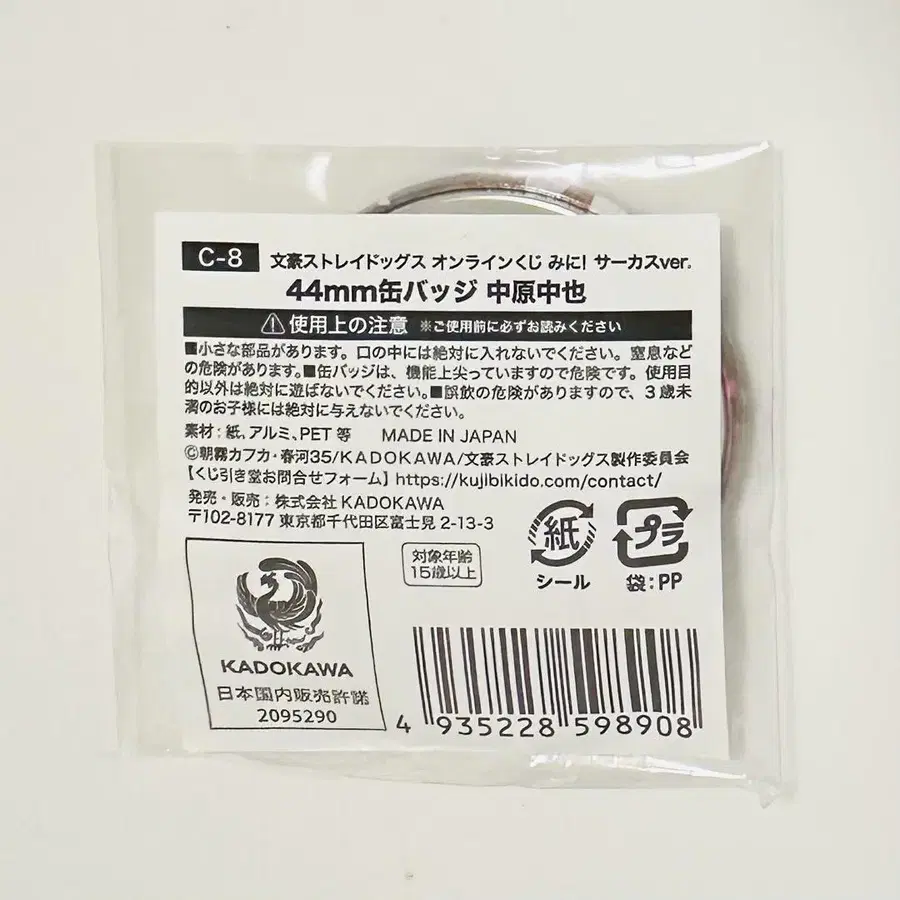 C-8 文豪ストレイドッグス オンラインくじ みに! サーカスver.
44mm缶バッジ 中原中也
⚠使用上の注意 ※ご使用前に必ずお読みください
■小さな部品があります。口の中には絶対に入れないでください。窒息など
の危険があります。■缶バッジは、機能上尖っていますので危険です。使用目
的以外は絶対に遊ばないでください。■誤飲の危険がありますので、3歳未
満のお子様には絶対に与えないでください。
素材:紙、アルミ、PET 等 MADE IN JAPAN
©朝霧カフカ・春河35/KADOKAWA/文豪ストレイドッグス製作委員会
【くじ引き堂お問合せフォーム】https://kujibikido.com/contact/
発売・販売:株式会社 KADOKAWA
〒102-8177 東京都千代田区富士見 2-13-3
紙
シール
プラ
袋:PP
対象年齢
15歳以上
KADOKAWA
日本国内販売許諾
2095290
4 935228 598908